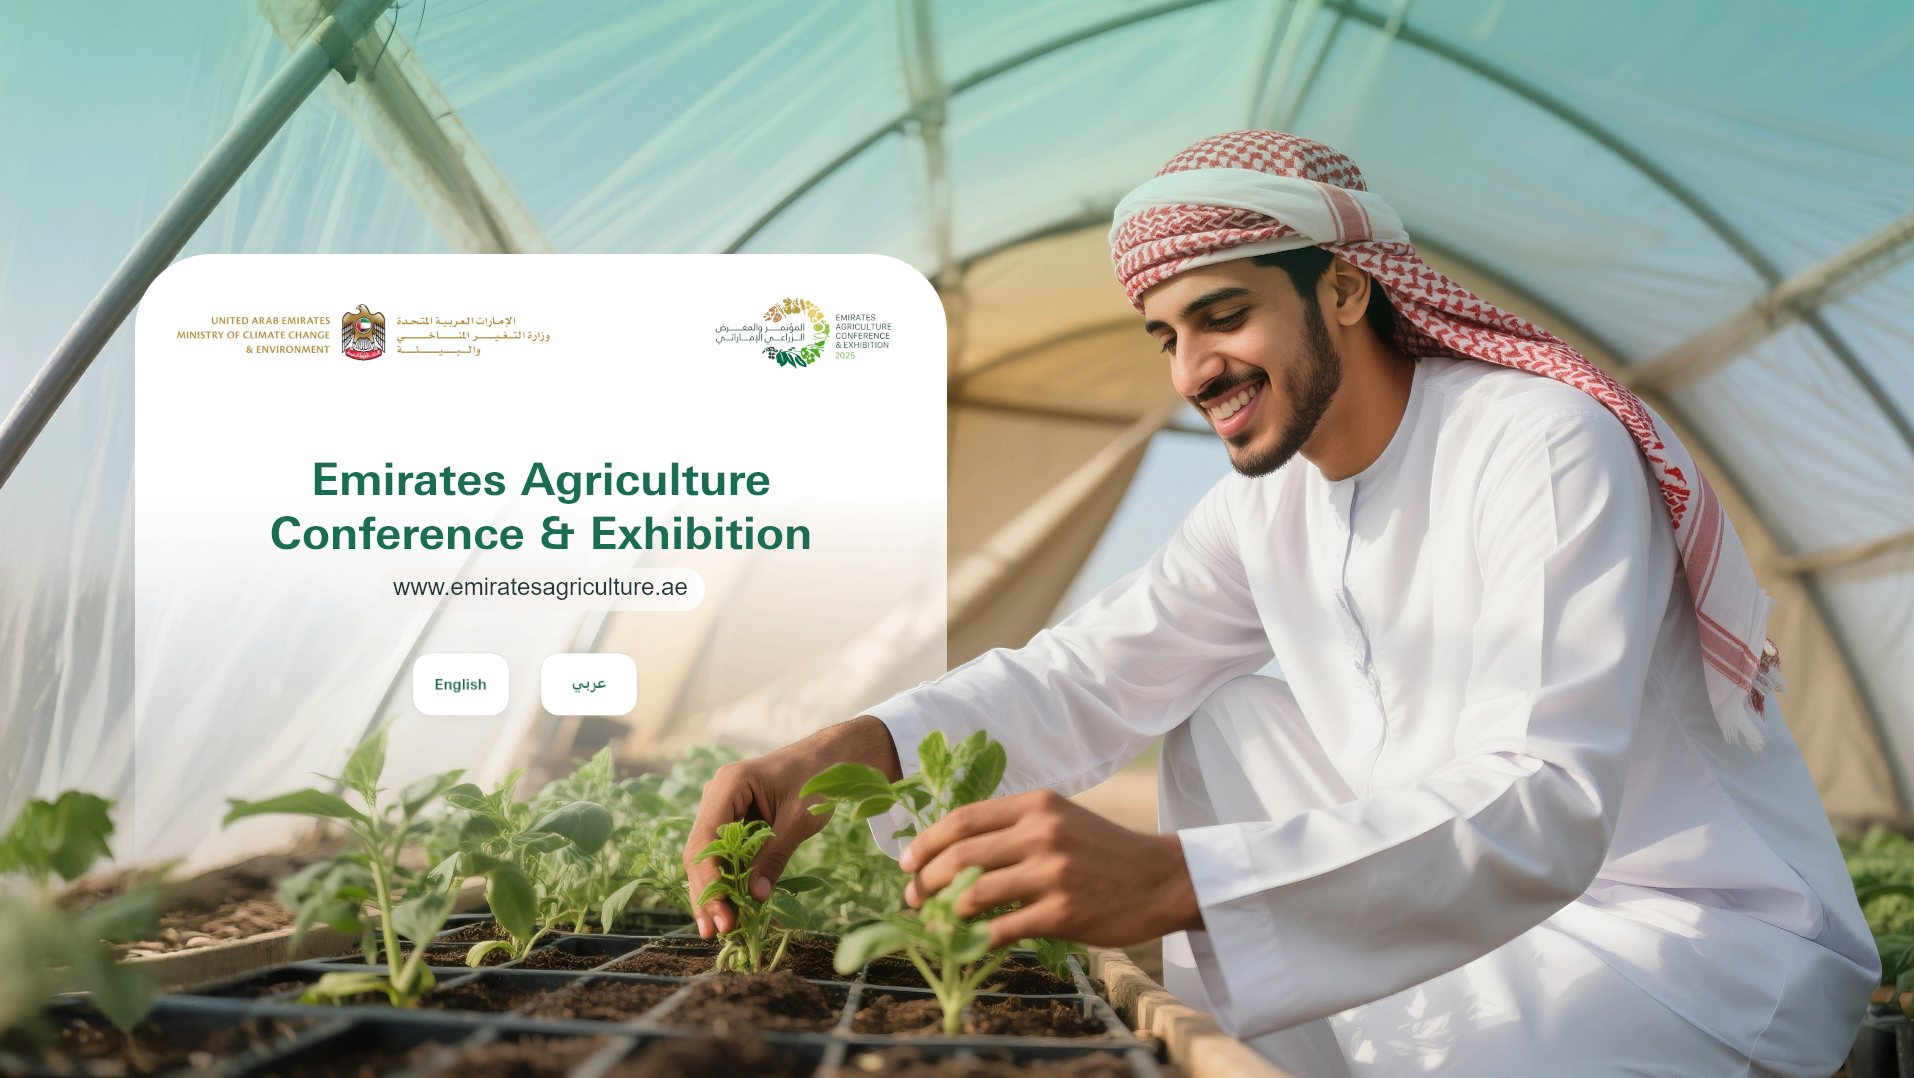 UNITED ARAB EMIRATES
MINISTRY OF CLIMATE CHANGE
& ENVIRONMENT
الإمارات العربية المتحدة
وزارة التغير المناخي
والبيئة
المؤتمر والمعرض
الزراعي الإماراتي
EMIRATES
AGRICULTURE
CONFERENCE
& EXHIBITION
2025
Emirates Agriculture
Conference & Exhibition
www.emiratesagriculture.ae
English
عربي